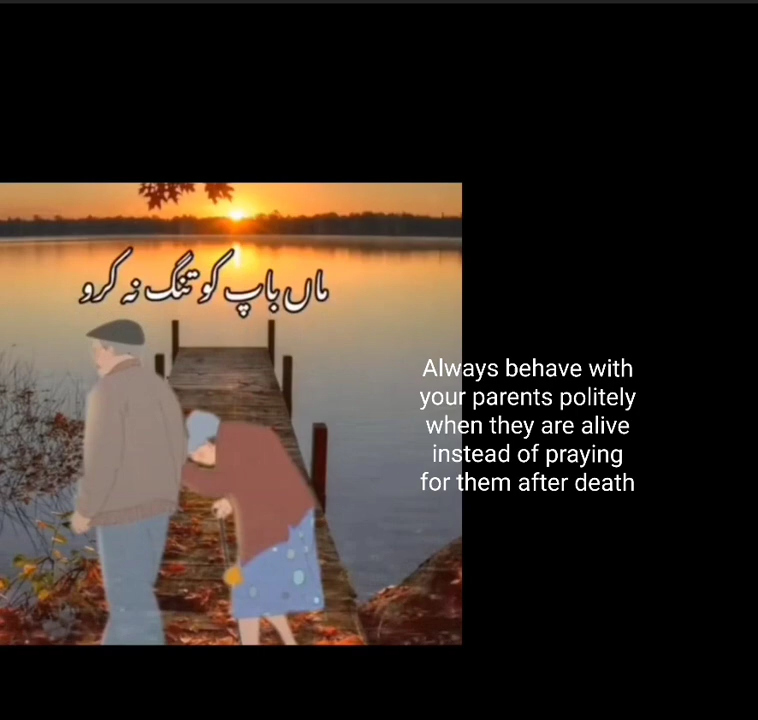 ماں باپ کو تنگ نہ کرو
Always behave with
your parents politely
when they are alive
instead of praying
for them after death